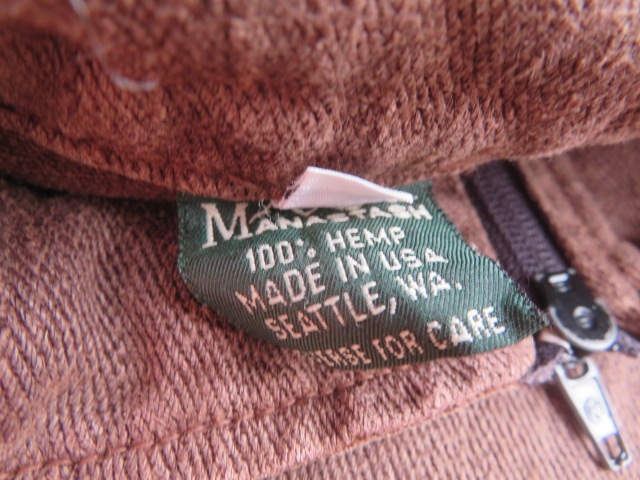 MANASTASH
100% HEMP
MADE IN USA
SEATTLE, WA.
FOR CARE